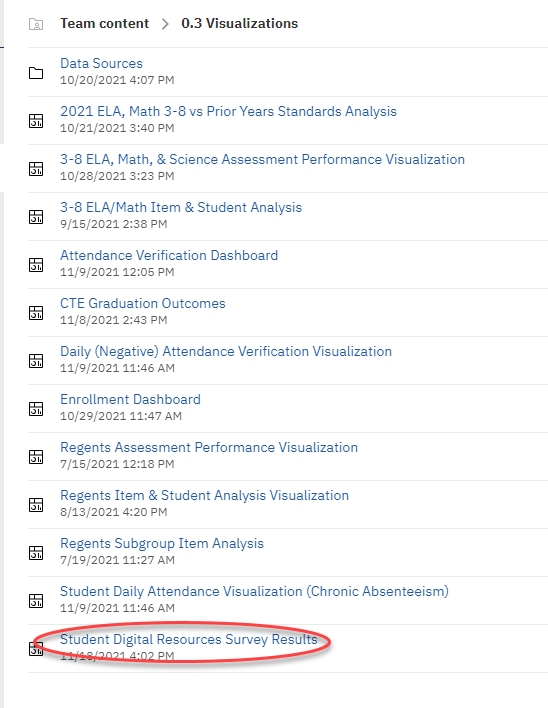 Team content > 0.3 Visualizations
Data Sources
10/20/2021 4:07 PM
2021 ELA, Math 3-8 vs Prior Years Standards Analysis
10/21/2021 3:40 PM
3-8 ELA, Math, & Science Assessment Performance Visualization
10/28/2021 3:23 PM
3-8 ELA/Math Item & Student Analysis
9/15/2021 2:38 PM
Attendance Verification Dashboard
11/9/2021 12:05 PM
CTE Graduation Outcomes
11/8/2021 2:43 PM
Daily (Negative) Attendance Verification Visualization
11/9/2021 11:46 AM
Enrollment Dashboard
10/29/2021 11:47 AM
Regents Assessment Performance Visualization
7/15/2021 12:18 PM
Regents Item & Student Analysis Visualization
8/13/2021 4:20 PM
Regents Subgroup Item Analysis
7/19/2021 11:27 AM
Student Daily Attendance Visualization (Chronic Absenteeism)
11/9/2021 11:46 AM
Student Digital Resources Survey Results
11/18/2021 4:02 PM